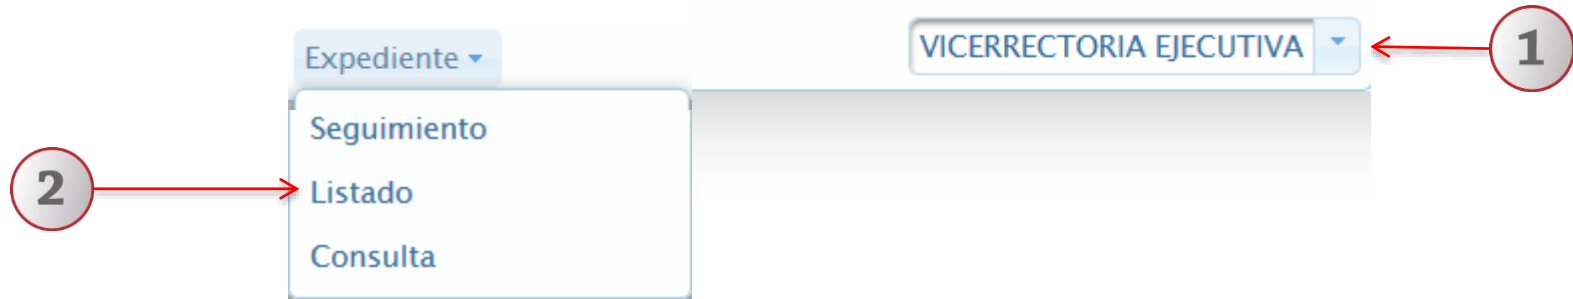 Expediente
VICERRECTORIA EJECUTIVA
1
Seguimiento
2
Listado
Consulta